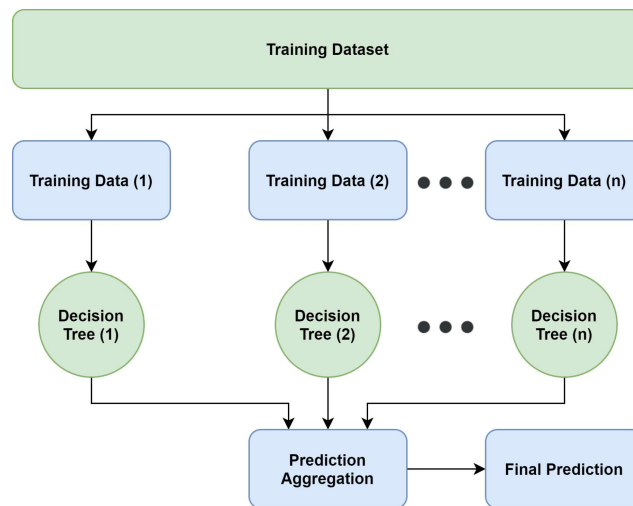 Training Dataset
Training Data (1)
Training Data (2)
Training Data (n)
Decision
Tree (1)
Decision
Tree (2)
Decision
Tree (n)
Prediction
Aggregation
Final Prediction